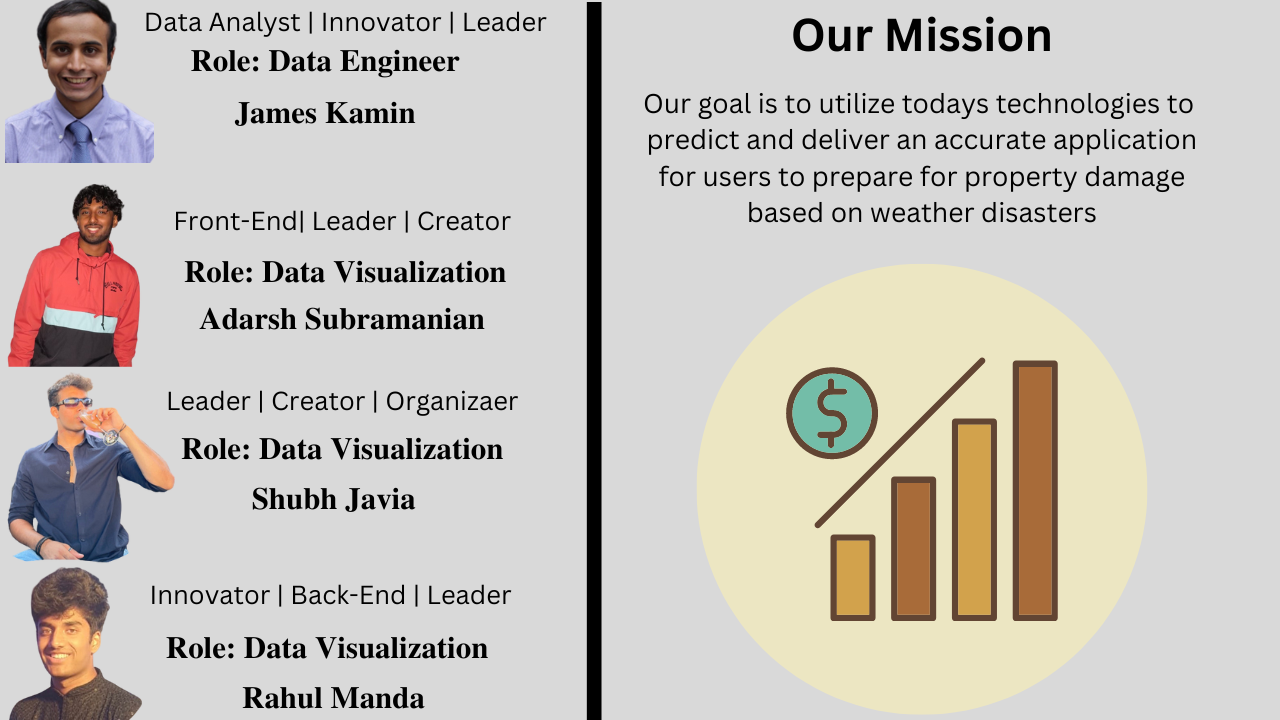 Data Analyst | Innovator | Leader
Role: Data Engineer
James Kamin
Front-End| Leader | Creator
Role: Data Visualization
Adarsh Subramanian
Leader | Creator | Organizaer
Role: Data Visualization
Shubh Javia
Innovator | Back-End | Leader
Role: Data Visualization
Rahul Manda
Our Mission
Our goal is to utilize todays technologies to
predict and deliver an accurate application
for users to prepare for property damage
based on weather disasters
$